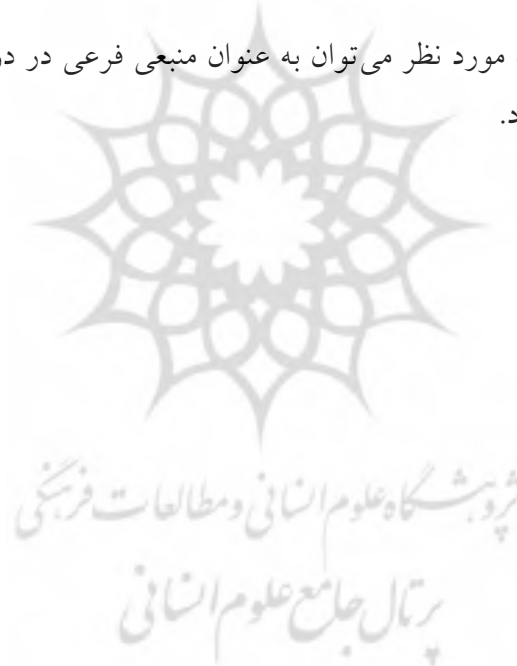 مورد نظر می‌توان به عنوان منبعی فرعی در
د.
پژوهشگاه علوم انسانی و مطالعات فرهنگی
پرتال جامع علوم انسانی